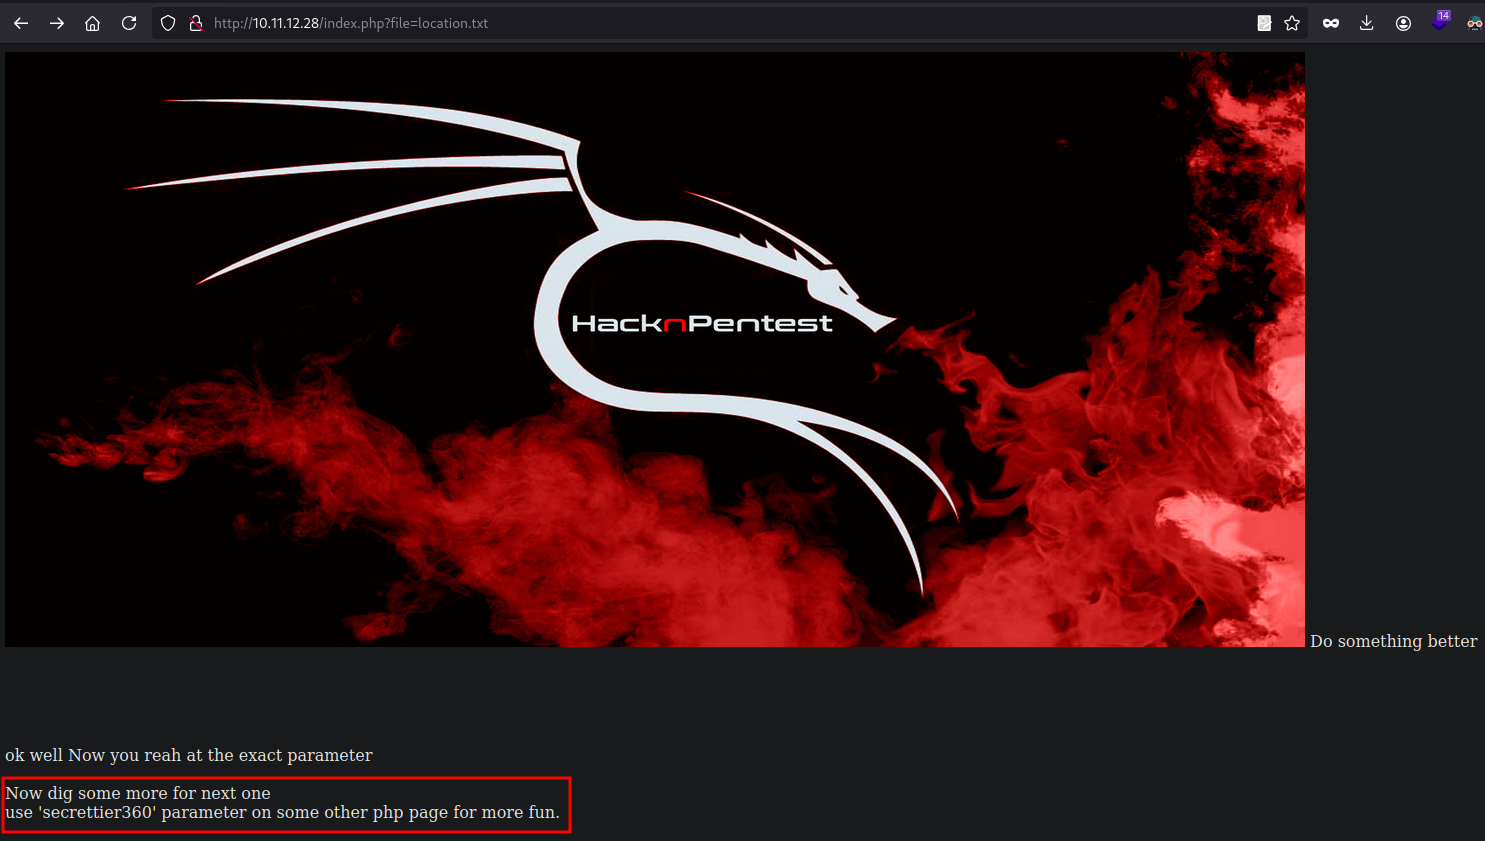 http://10.11.12.28/index.php?file=location.txt
14
HacknPentest
Do something better
ok well Now you reah at the exact parameter
Now dig some more for next one
use 'secrettier360' parameter on some other php page for more fun.